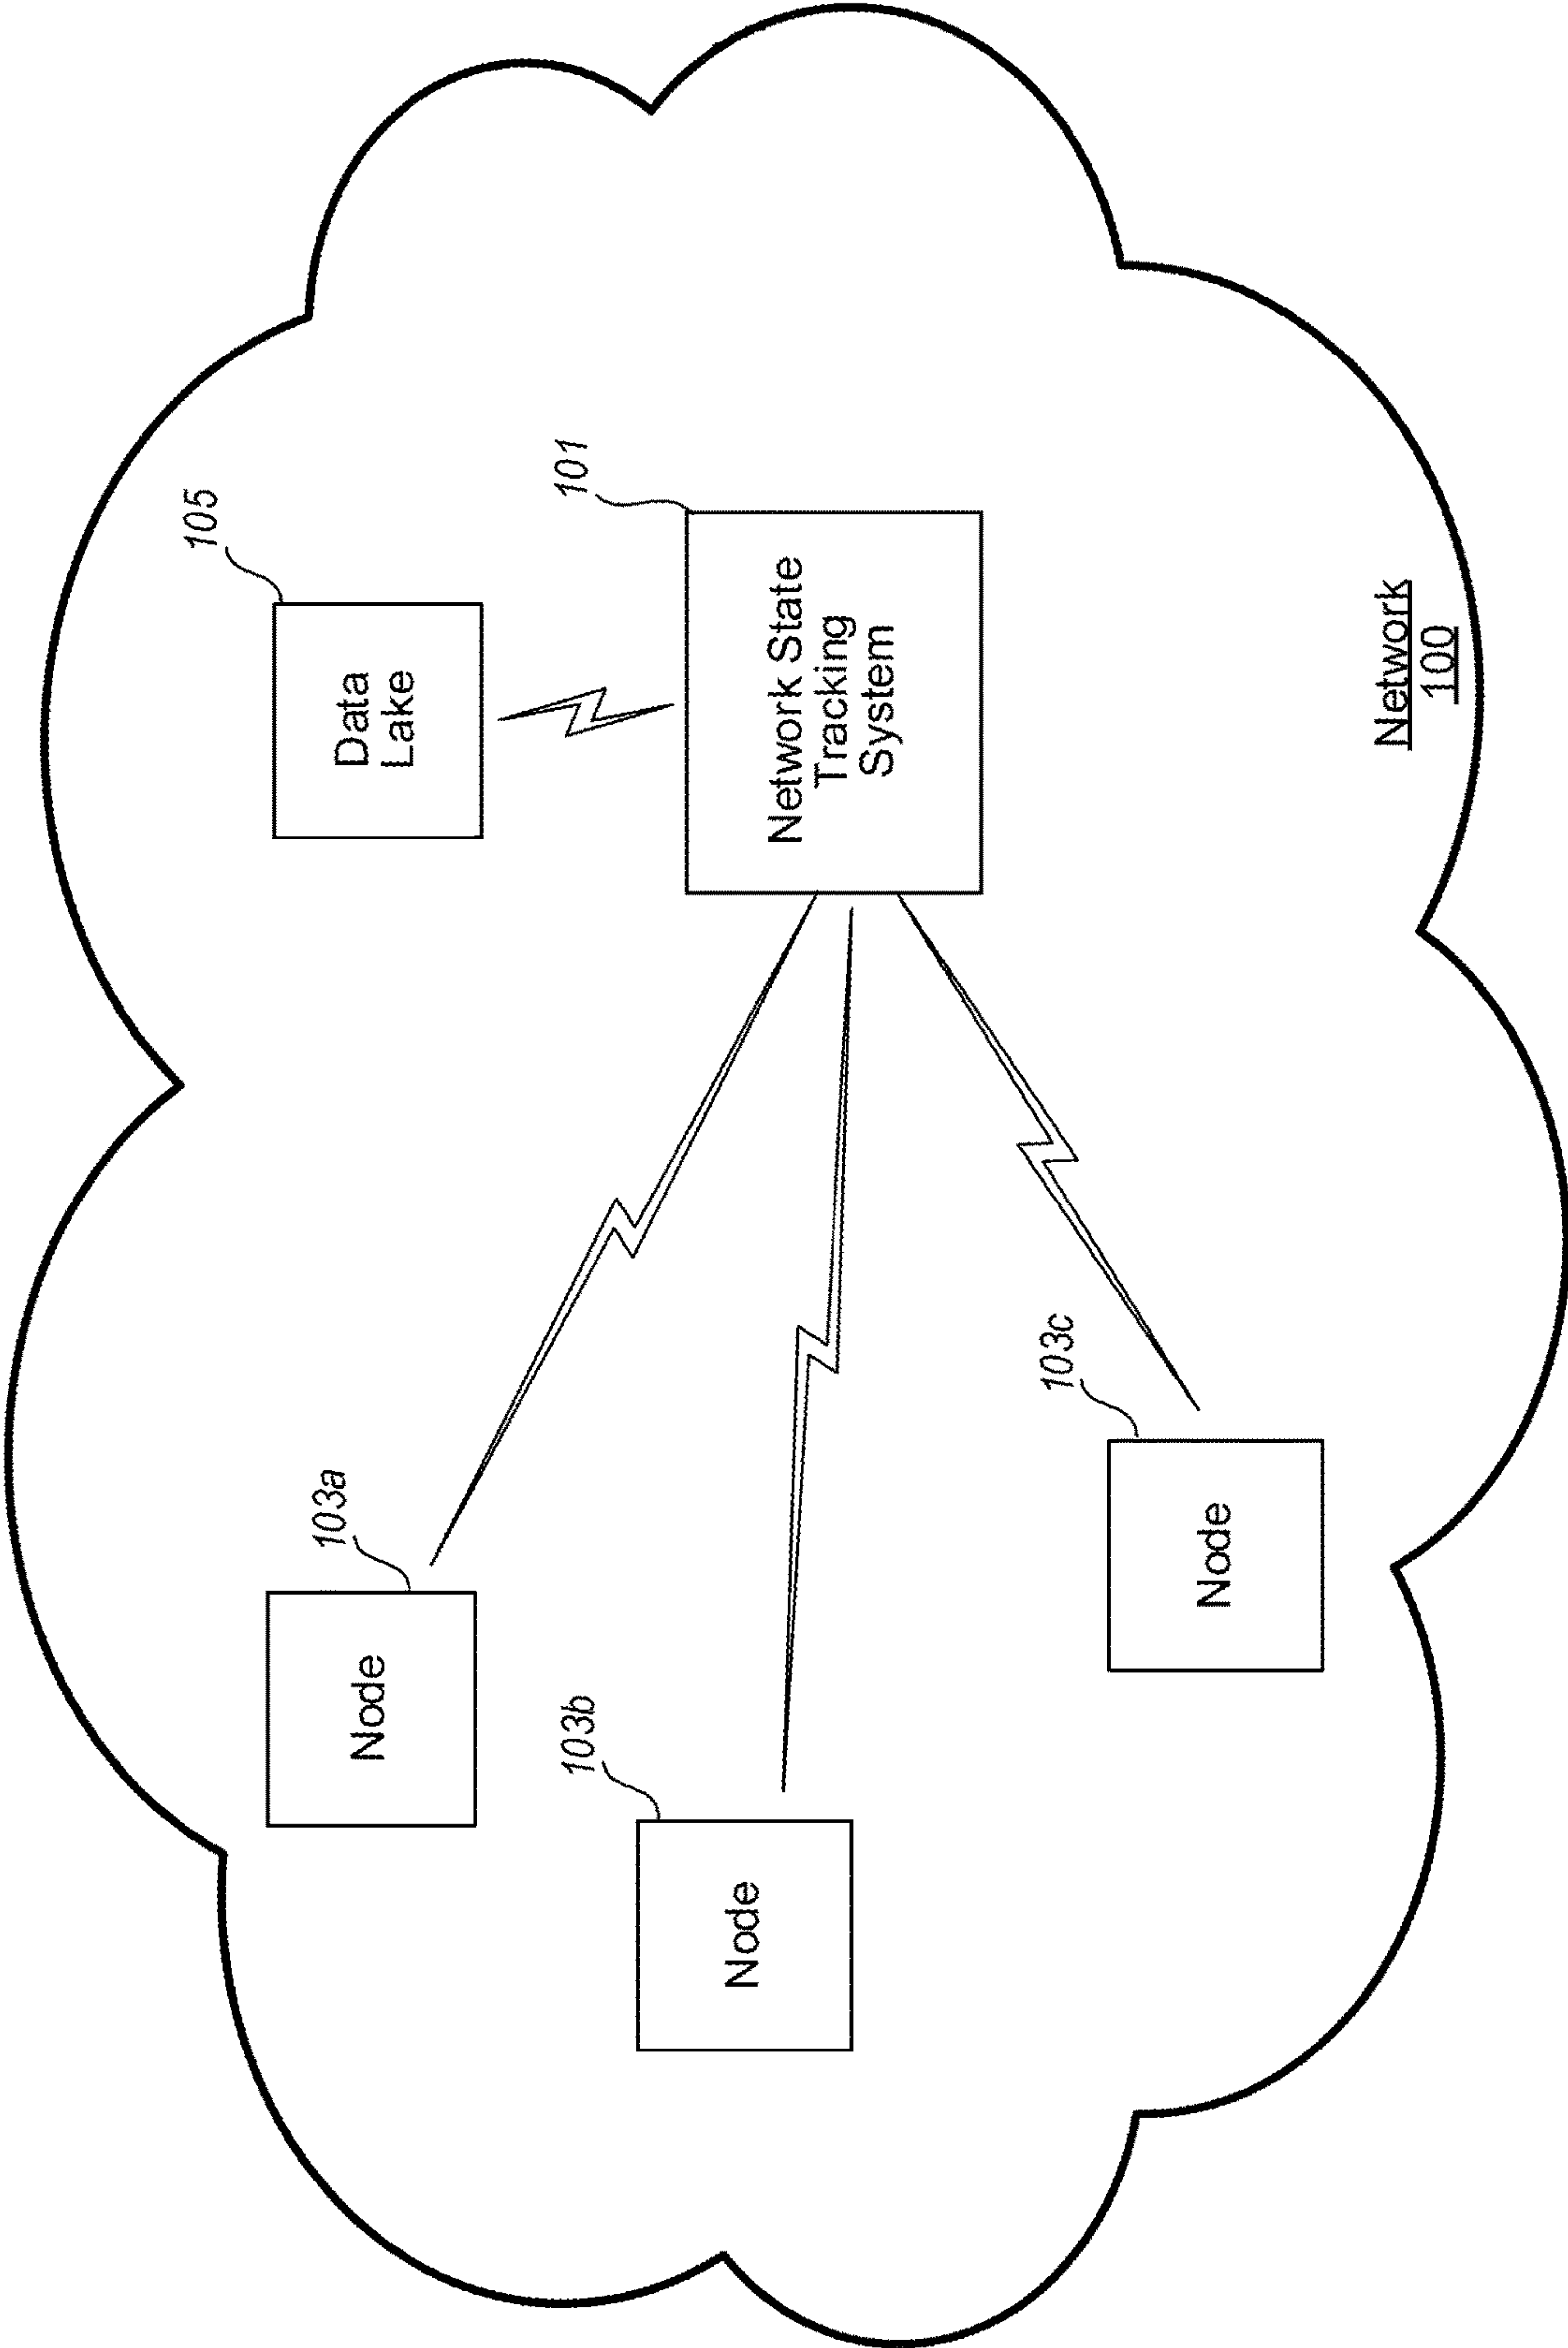 105
Data
Lake
101
Network State
Tracking
System
103a
Node
103b
Node
103c
Node
Network
100